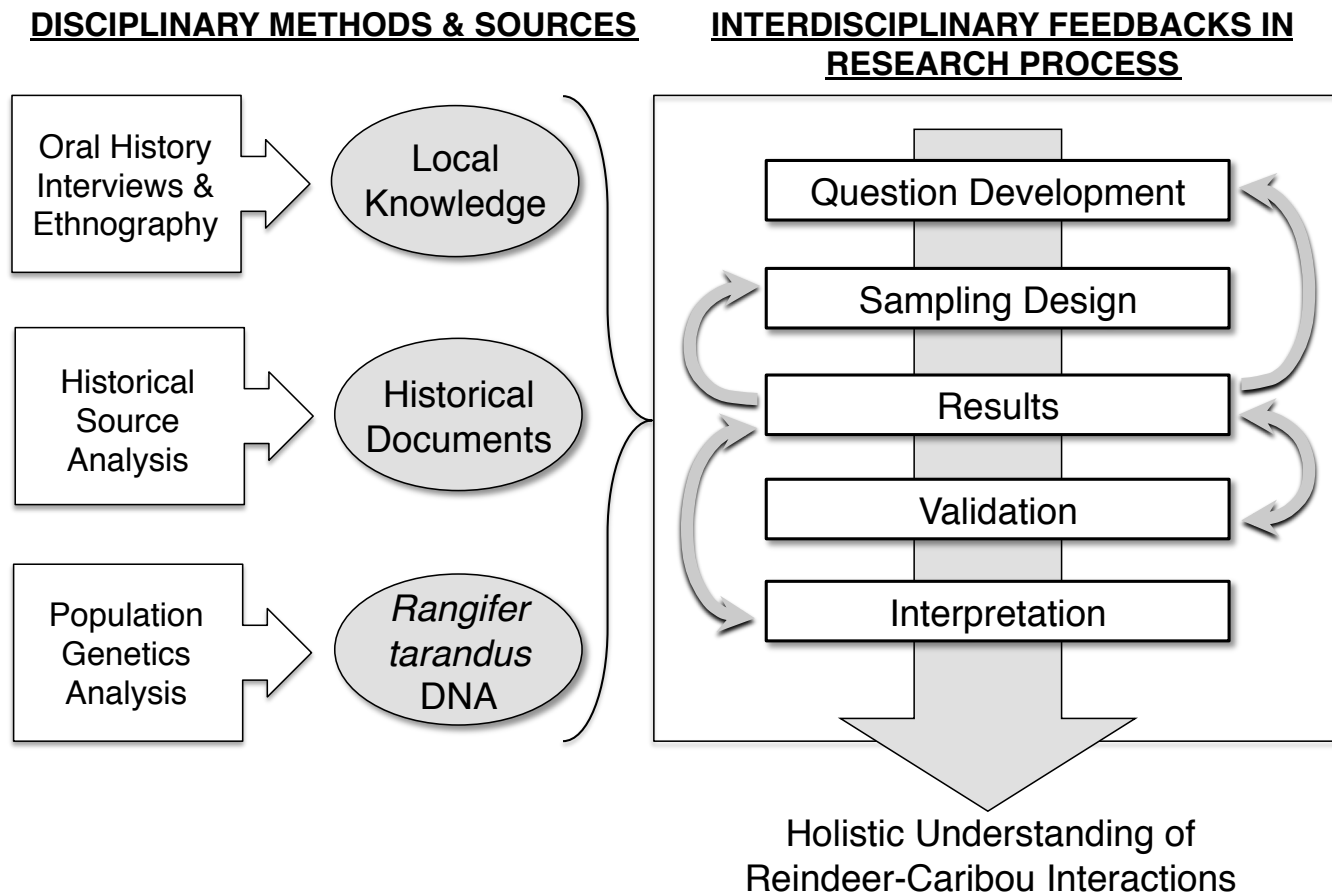 DISCIPLINARY METHODS & SOURCES
Oral History
Interviews &
Ethnography
Local
Knowledge
Historical
Source
Analysis
Historical
Documents
Population
Genetics
Analysis
Rangifer
tarandus
DNA
INTERDISCIPLINARY FEEDBACKS IN
RESEARCH PROCESS
Question Development
Sampling Design
Results
Validation
Interpretation
Holistic Understanding of
Reindeer-Caribou Interactions